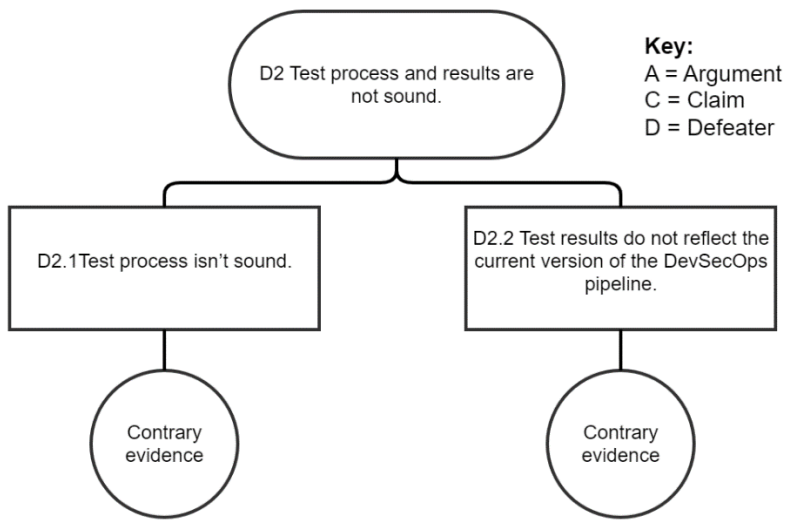 D2 Test process and results are
not sound.
Key:
A = Argument
C = Claim
D = Defeater
D2.1Test process isn't sound.
D2.2 Test results do not reflect the
current version of the DevSecOps
pipeline.
Contrary
evidence
Contrary
evidence